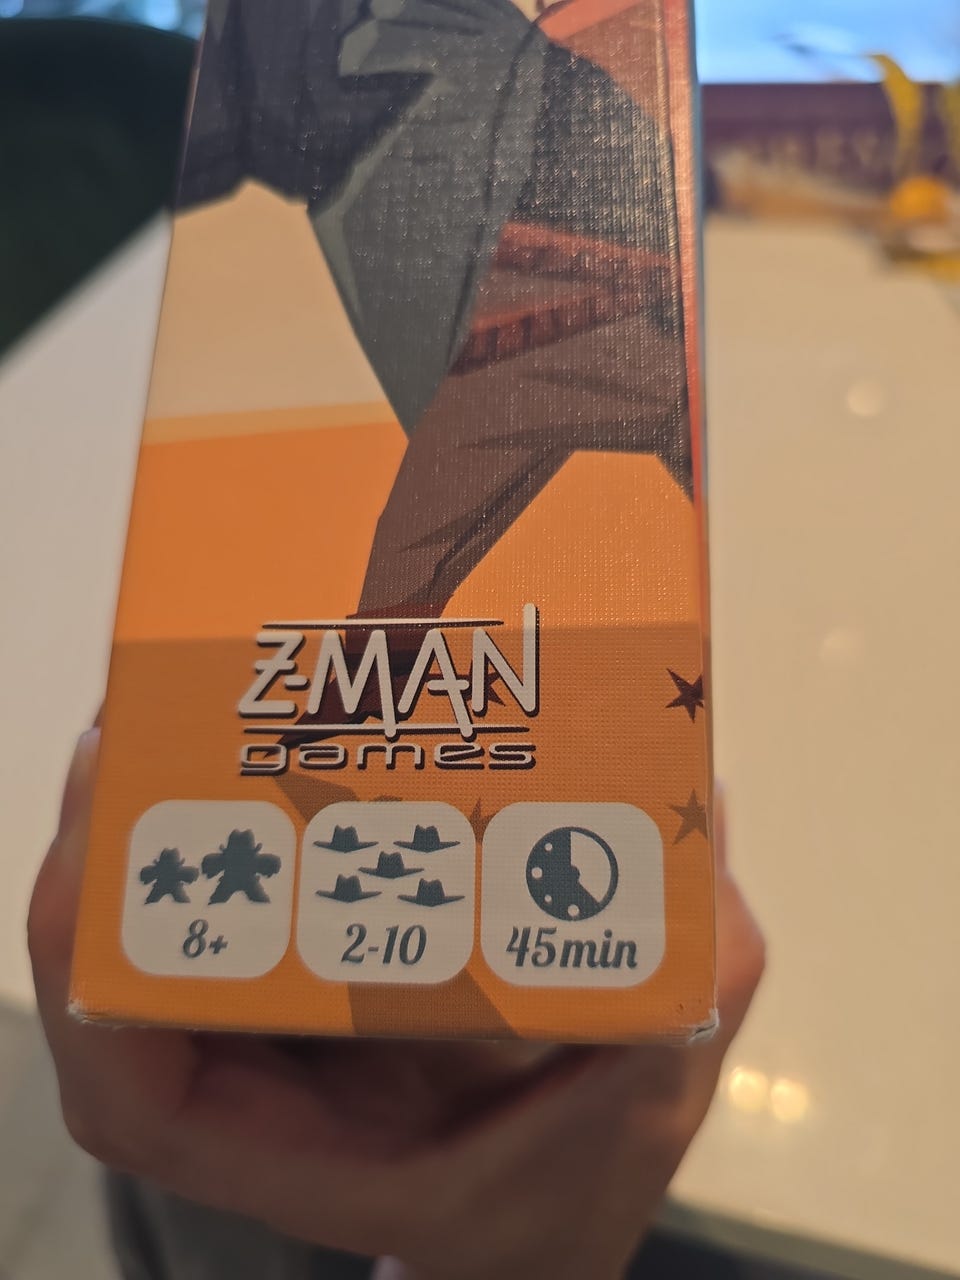 Z-MAN
games
8+
2-10
45min